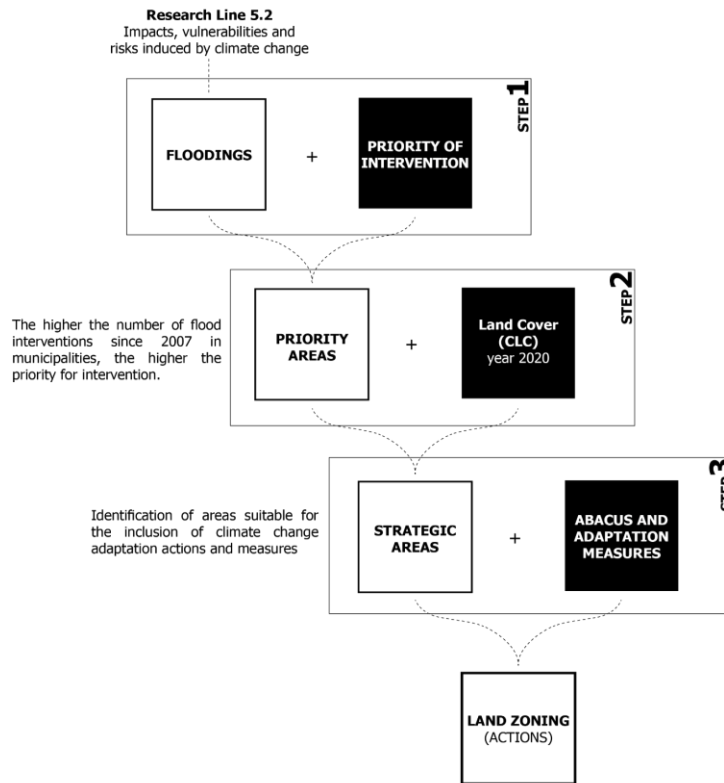 Research Line 5.2
Impacts, vulnerabilities and
risks induced by climate change
STEP 1
FLOODINGS
+
PRIORITY OF
INTERVENTION
STEP 2
The higher the number of flood
interventions since 2007 in
municipalities, the higher the
priority for intervention.
PRIORITY
AREAS
+
Land Cover
(CLC)
year 2020
STEP 3
Identification of areas suitable for
the inclusion of climate change
adaptation actions and measures
STRATEGIC
AREAS
+
ABACUS AND
ADAPTATION
MEASURES
LAND ZONING
(ACTIONS)